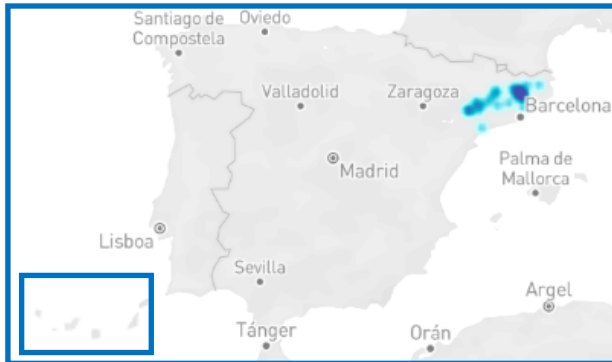 Santiago de
Compostela
Oviedo
Valladolid
Zaragoza
Barcelona
Madrid
Palma de
Mallorca
Lisboa
Sevilla
Argel
Tánger
Orán